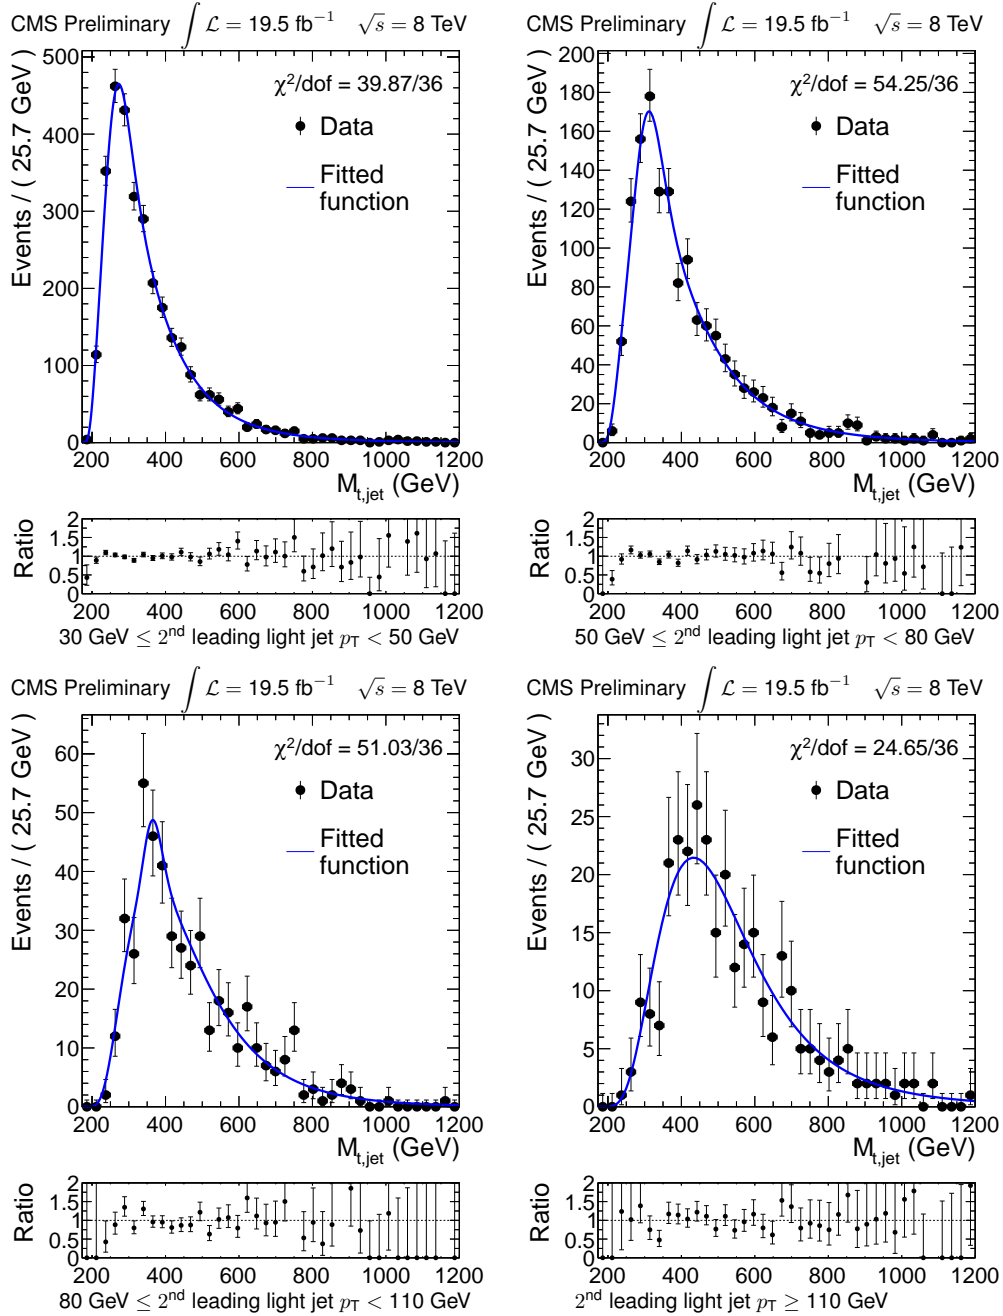 CMS Preliminary ∫ ℒ = 19.5 fb⁻¹ √s = 8 TeV
Events / ( 25.7 GeV )
500
400
300
200
100
0
χ²/dof = 39.87/36
Data
Fitted
function
200 400 600 800 1000 1200
M_t,jet (GeV)
Ratio
2
1.5
1
0.5
0
200 400 600 800 1000 1200
30 GeV ≤ 2nd leading light jet p_T < 50 GeV
CMS Preliminary ∫ ℒ = 19.5 fb⁻¹ √s = 8 TeV
Events / ( 25.7 GeV )
200
180
160
140
120
100
80
60
40
20
0
χ²/dof = 54.25/36
Data
Fitted
function
200 400 600 800 1000 1200
M_t,jet (GeV)
Ratio
2
1.5
1
0.5
0
200 400 600 800 1000 1200
50 GeV ≤ 2nd leading light jet p_T < 80 GeV
CMS Preliminary ∫ ℒ = 19.5 fb⁻¹ √s = 8 TeV
Events / ( 25.7 GeV )
60
50
40
30
20
10
0
χ²/dof = 51.03/36
Data
Fitted
function
200 400 600 800 1000 1200
M_t,jet (GeV)
Ratio
2
1.5
1
0.5
0
200 400 600 800 1000 1200
80 GeV ≤ 2nd leading light jet p_T < 110 GeV
CMS Preliminary ∫ ℒ = 19.5 fb⁻¹ √s = 8 TeV
Events / ( 25.7 GeV )
30
25
20
15
10
5
0
χ²/dof = 24.65/36
Data
Fitted
function
200 400 600 800 1000 1200
M_t,jet (GeV)
Ratio
2
1.5
1
0.5
0
200 400 600 800 1000 1200
2nd leading light jet p_T ≥ 110 GeV